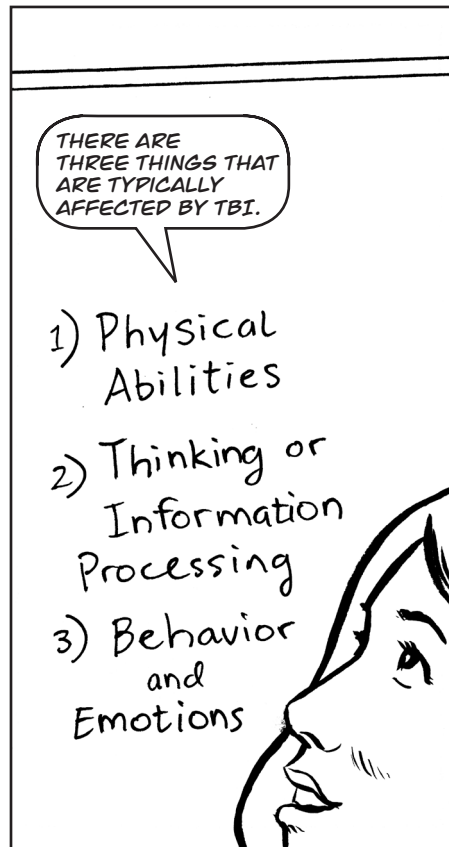 THERE ARE
THREE THINGS THAT
ARE TYPICALLY
AFFECTED BY TBI.
1) Physical
Abilities
2) Thinking or
Information
Processing
3) Behavior
and
Emotions